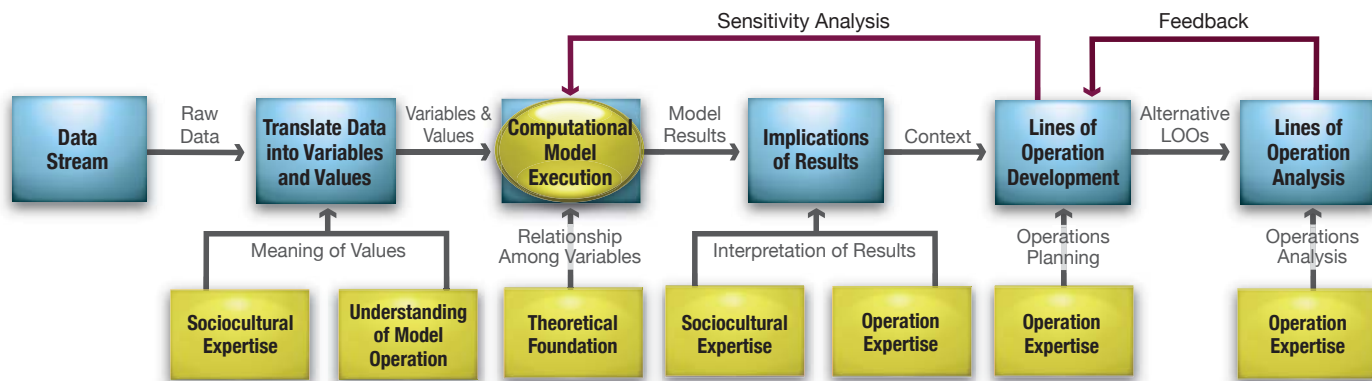 Sensitivity Analysis
Feedback
Data
Stream
Raw
Data
Translate Data
into Variables
and Values
Variables &
Values
Computational
Model
Execution
Model
Results
Implications
of Results
Context
Lines of
Operation
Development
Alternative
LOOs
Lines of
Operation
Analysis
Meaning of Values
Relationship
Among Variables
Interpretation of Results
Operations
Planning
Operations
Analysis
Sociocultural
Expertise
Understanding
of Model
Operation
Theoretical
Foundation
Sociocultural
Expertise
Operation
Expertise
Operation
Expertise
Operation
Expertise